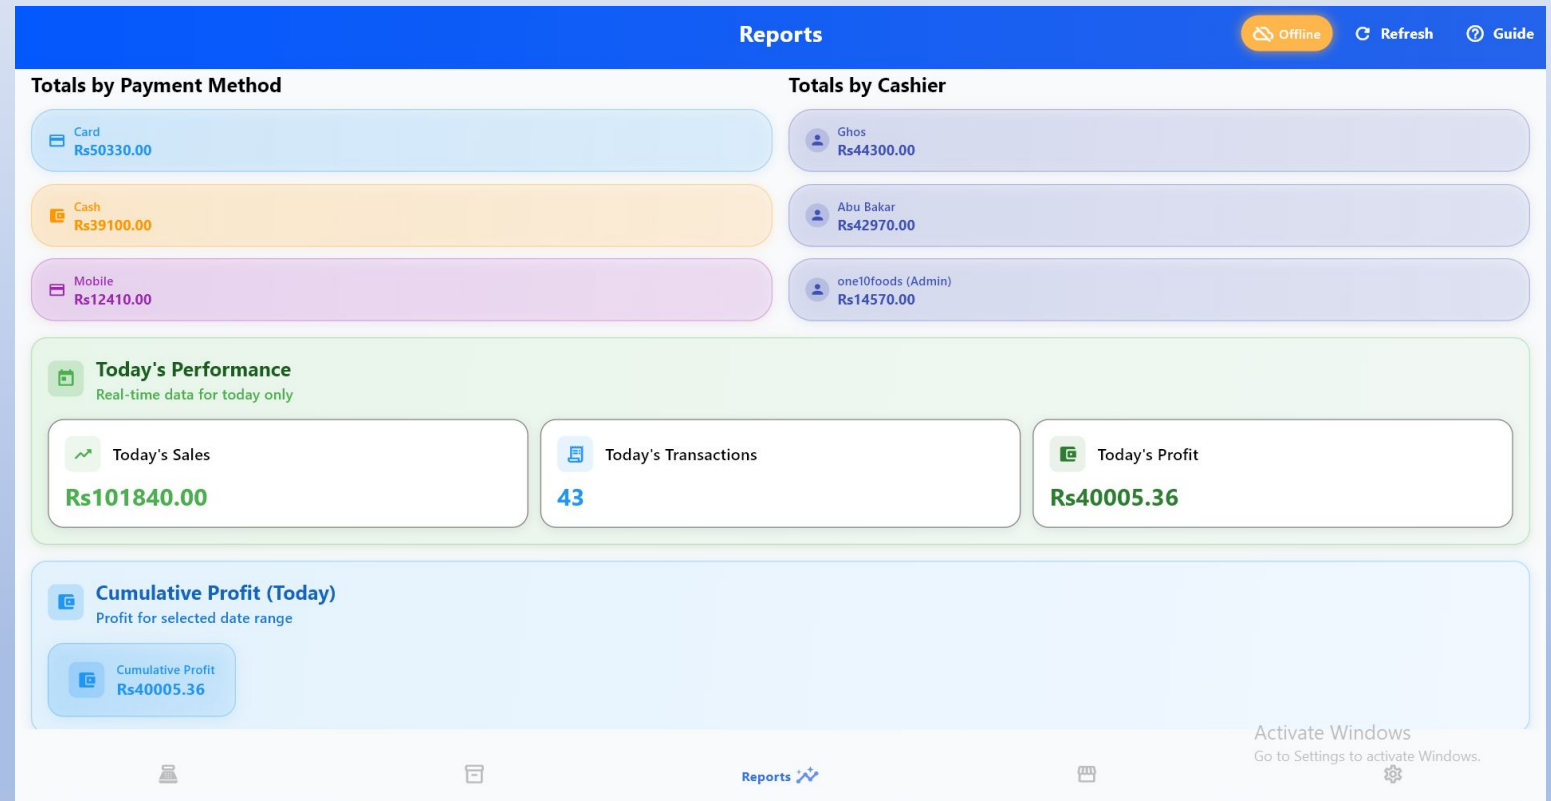 Reports
Offline
Refresh
Guide
Totals by Payment Method
Card
Rs50330.00
Cash
Rs39100.00
Mobile
Rs12410.00
Totals by Cashier
Ghos
Rs44300.00
Abu Bakar
Rs42970.00
one10foods (Admin)
Rs14570.00
Today's Performance
Real-time data for today only
Today's Sales
Rs101840.00
Today's Transactions
43
Today's Profit
Rs40005.36
Cumulative Profit (Today)
Profit for selected date range
Cumulative Profit
Rs40005.36
Activate Windows
Go to Settings to activate Windows.
Reports